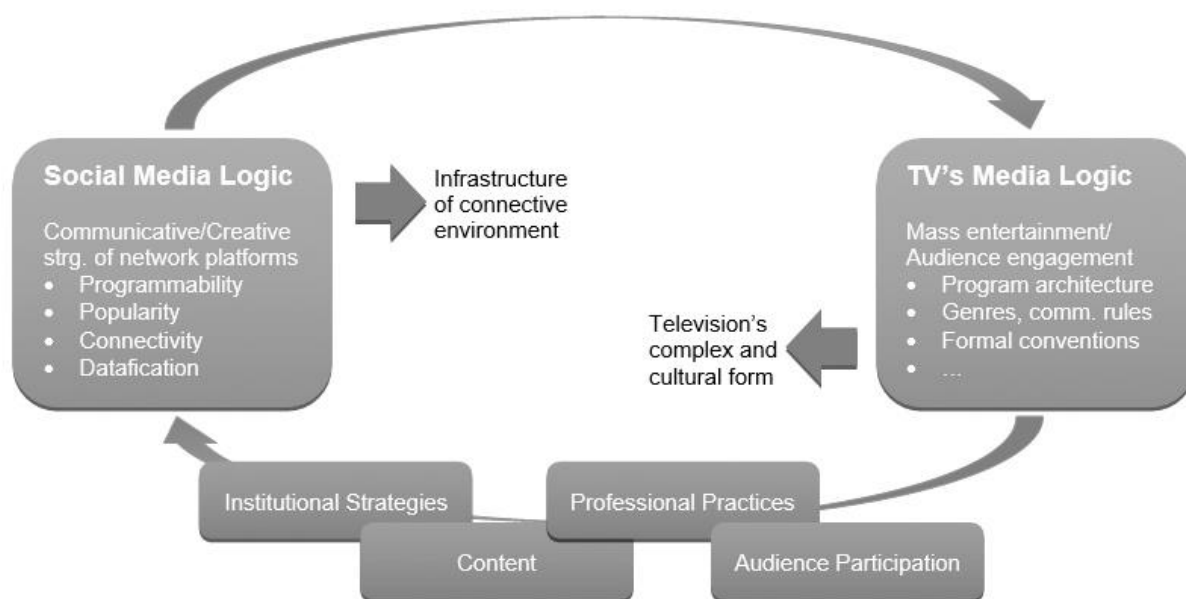 Social Media Logic
Communicative/Creative
strg. of network platforms
• Programmability
• Popularity
• Connectivity
• Datafication
Infrastructure
of connective
environment
TV’s Media Logic
Mass entertainment/
Audience engagement
• Program architecture
• Genres, comm. rules
• Formal conventions
• ...
Television’s
complex and
cultural form
Institutional Strategies
Professional Practices
Content
Audience Participation